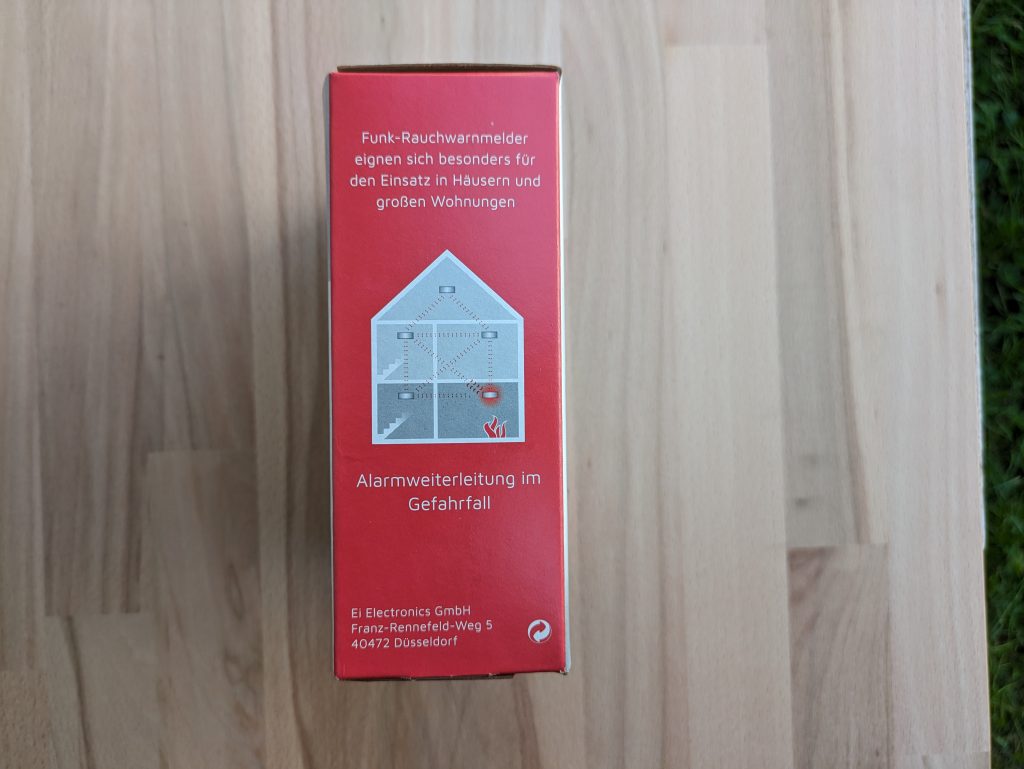 Funk-Rauchwarnmelder
eignen sich besonders für
den Einsatz in Häusern und
großen Wohnungen
Alarmweiterleitung im
Gefahrfall
Ei Electronics GmbH
Franz-Rennefeld-Weg 5
40472 Düsseldorf